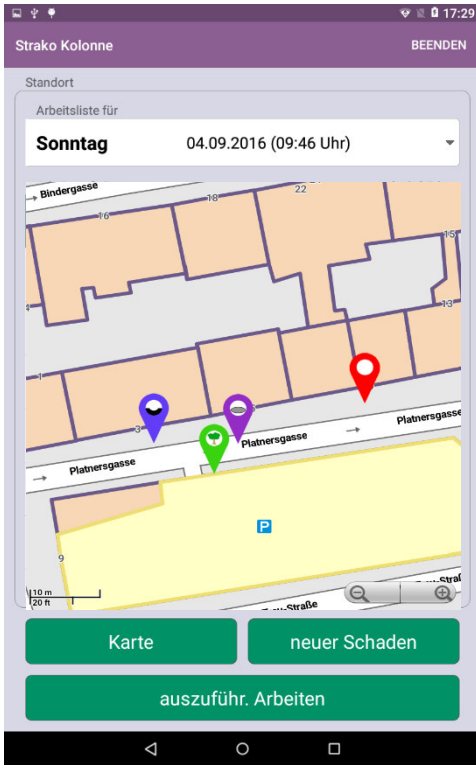 17:29
Strako Kolonne
BEENDEN
Standort
Arbeitsliste für
Sonntag 04.09.2016 (09:46 Uhr)
Bindergasse
16
18
22
15
13
1
3
Platnersgasse
Platnersgasse
Platnersgasse
P
9
10 m
20 ft
Karte
neuer Schaden
auszuführ. Arbeiten